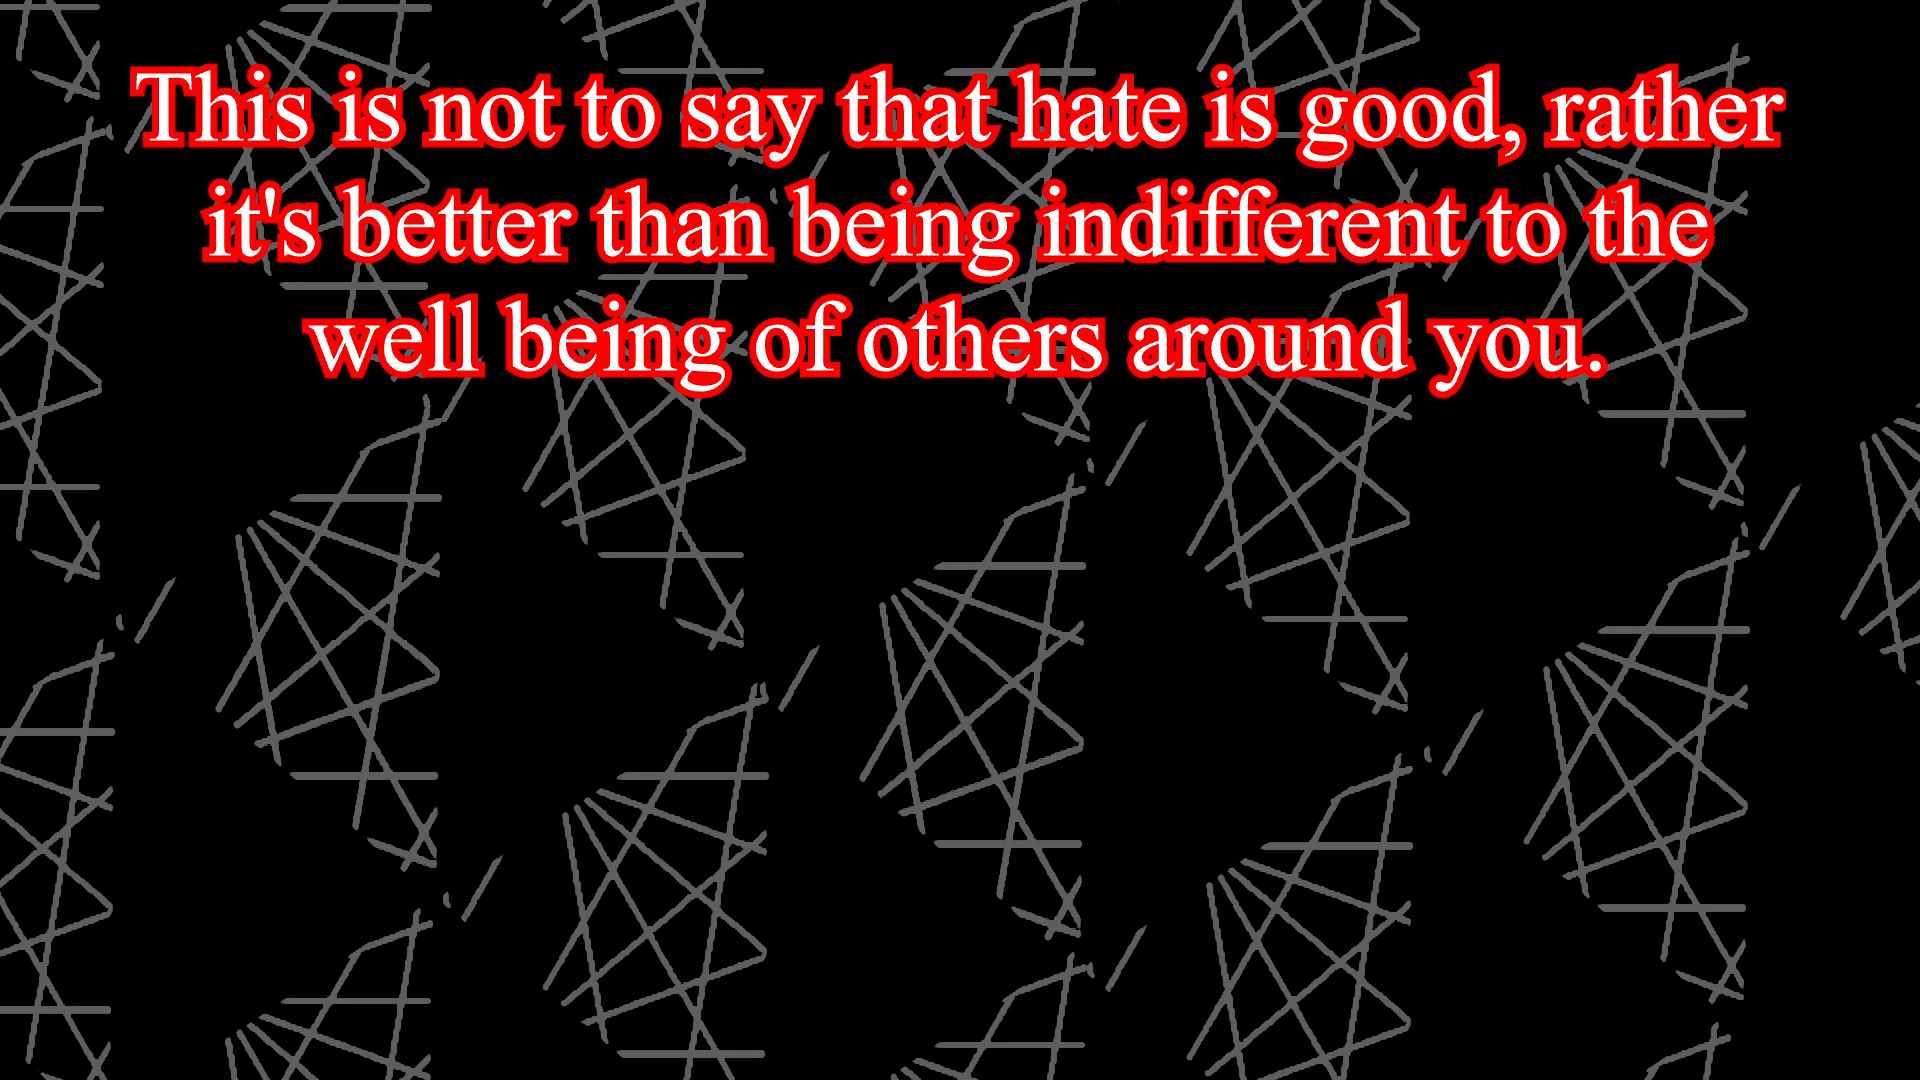 This is not to say that hate is good, rather
it's better than being indifferent to the
well being of others around you.